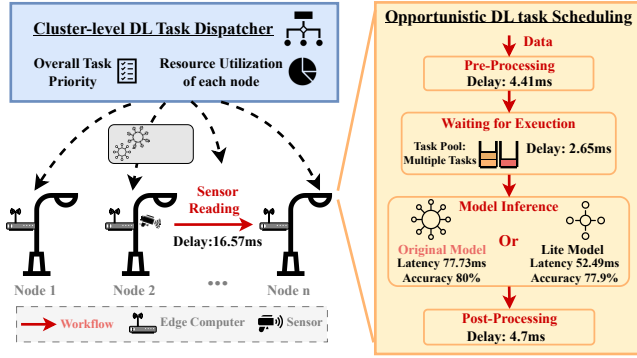 Cluster-level DL Task Dispatcher
Overall Task
Priority
Resource Utilization
of each node
Sensor
Reading
Delay:16.57ms
Node 1
Node 2
...
Node n
Workflow
Edge Computer
Sensor
Opportunistic DL task Scheduling
Data
Pre-Processing
Delay: 4.41ms
Waiting for Exeuction
Task Pool:
Multiple Tasks
Delay: 2.65ms
Model Inference
Original Model
Latency 77.73ms
Accuracy 80%
Or
Lite Model
Latency 52.49ms
Accuracy 77.9%
Post-Processing
Delay: 4.7ms